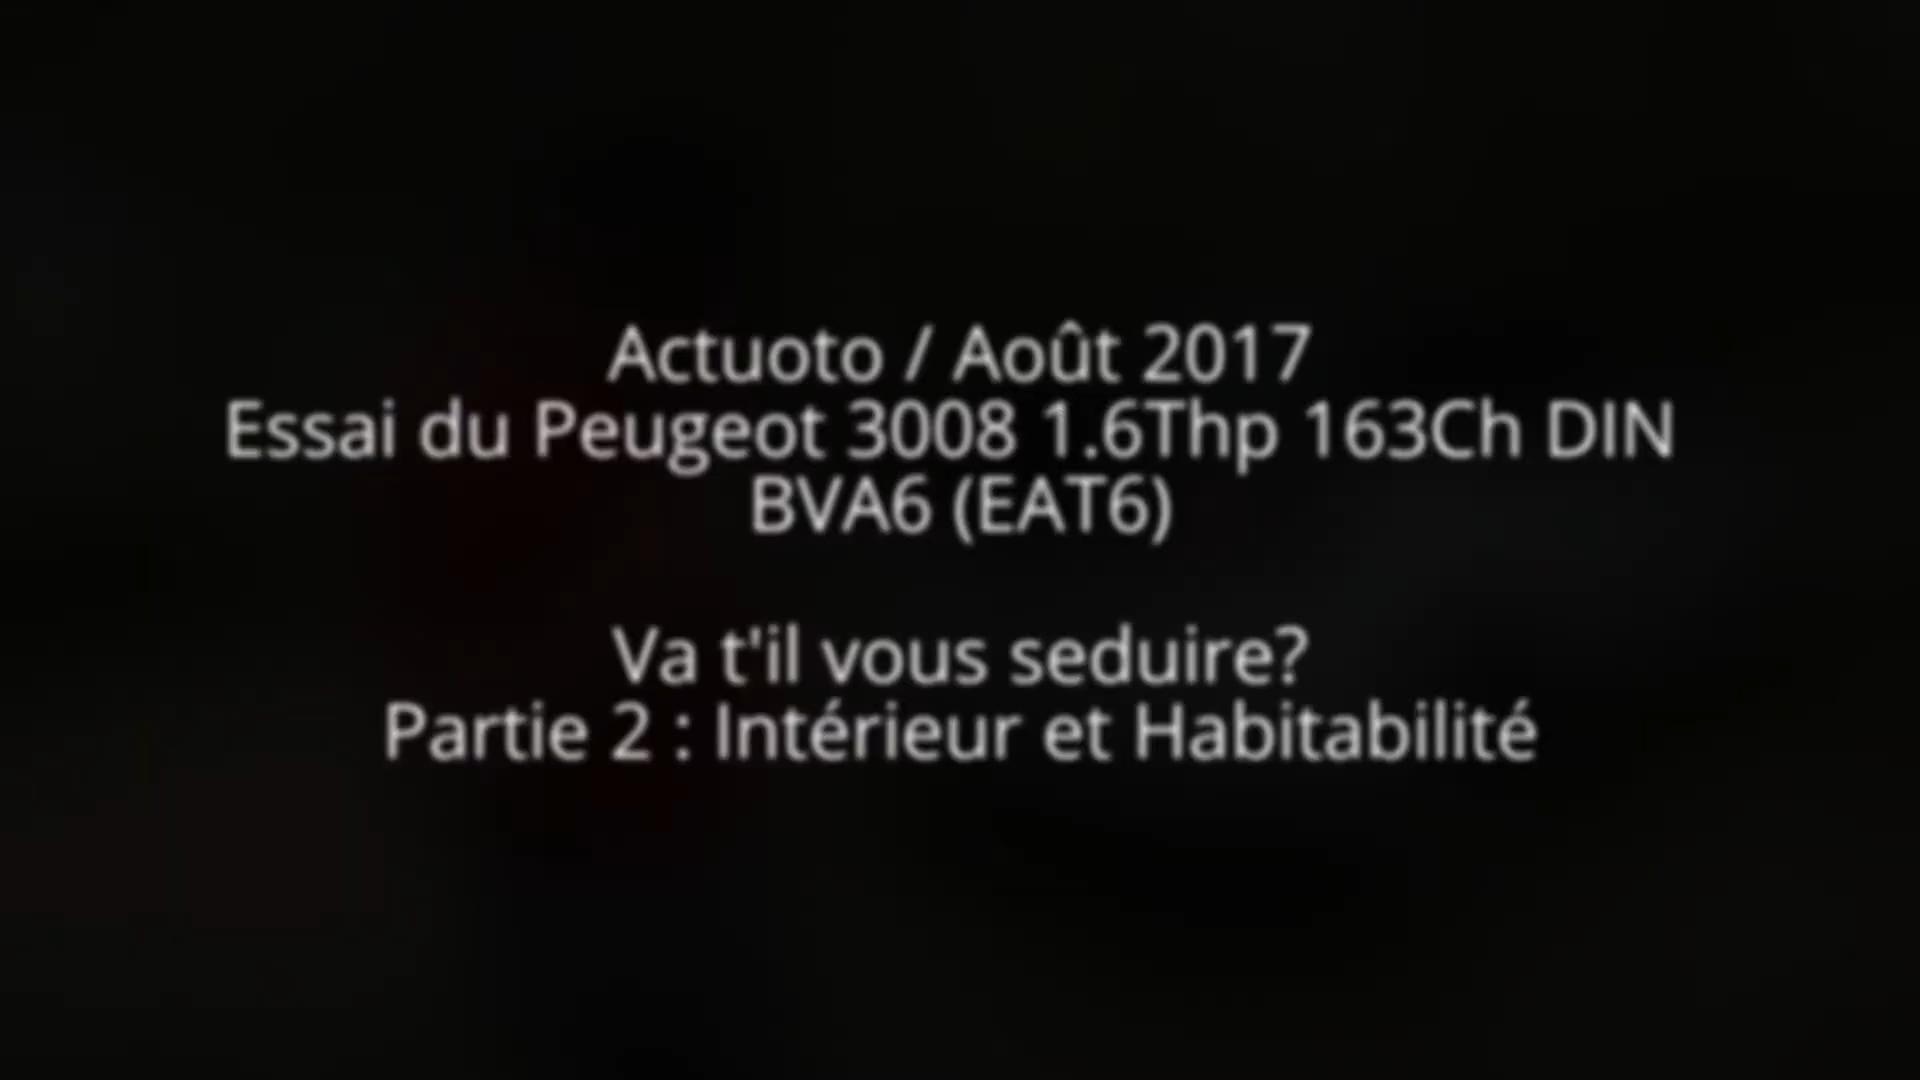 Actuoto / Août 2017
Essai du Peugeot 3008 1.6Thp 163Ch DIN
BVA6 (EAT6)
Va t'il vous seduire?
Partie 2 : Intérieur et Habitabilité